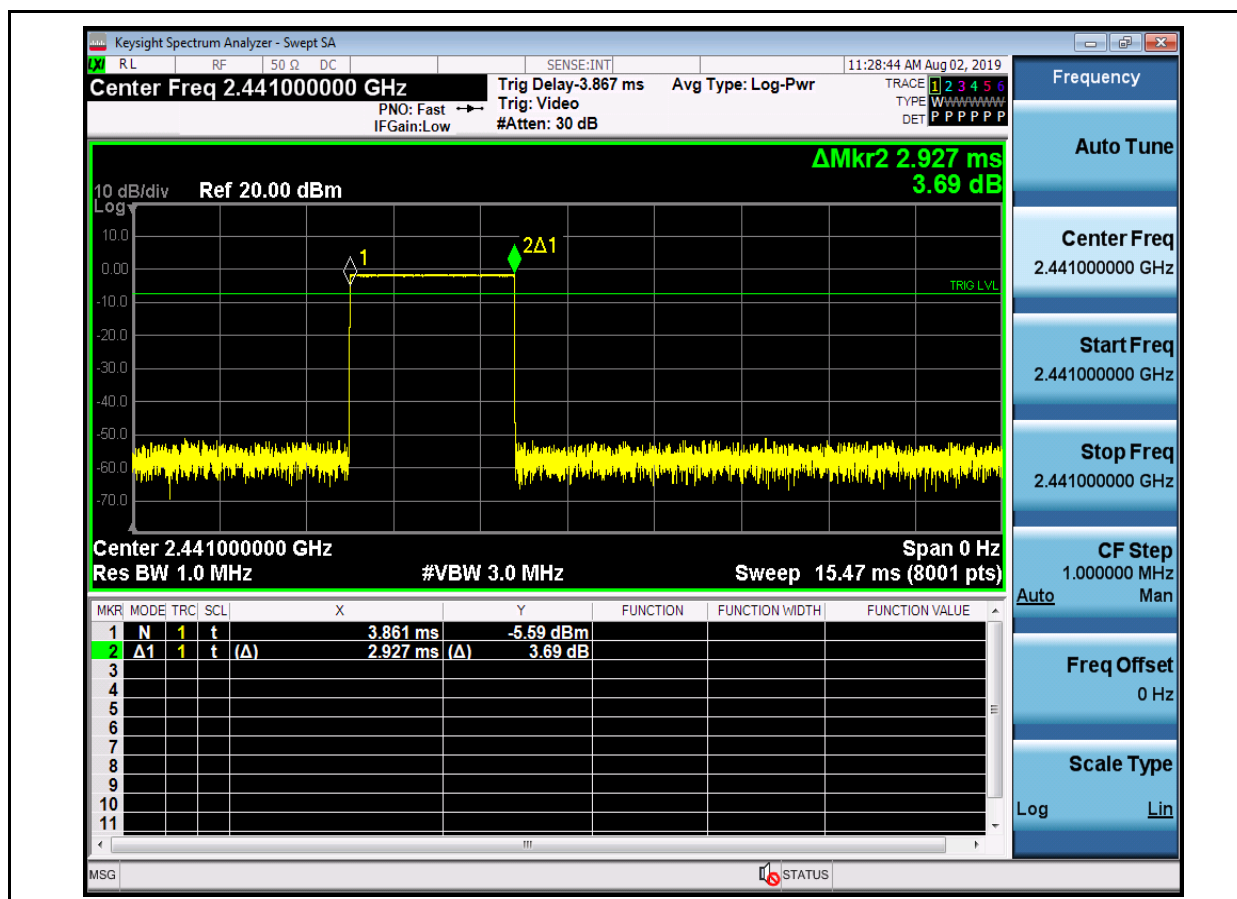 Keysight Spectrum Analyzer - Swept SA
LXI RL RF 50 Ω DC SENSE:INT 11:28:44 AM Aug 02, 2019
Center Freq 2.441000000 GHz
PNO: Fast
IFGain:Low
Trig Delay-3.867 ms
Trig: Video
#Atten: 30 dB
Avg Type: Log-Pwr
TRACE 1 2 3 4 5 6
TYPE WWWWWW
DET P P P P P P
ΔMkr2 2.927 ms
3.69 dB
10 dB/div Ref 20.00 dBm
Log
10.0
0.00
-10.0
-20.0
-30.0
-40.0
-50.0
-60.0
-70.0
1
2Δ1
TRIG LVL
Center 2.441000000 GHz Span 0 Hz
Res BW 1.0 MHz #VBW 3.0 MHz Sweep 15.47 ms (8001 pts)
MKR MODE TRC SCL X Y FUNCTION FUNCTION WIDTH FUNCTION VALUE
1 N 1 t 3.861 ms -5.59 dBm
2 Δ1 1 t (Δ) 2.927 ms (Δ) 3.69 dB
3
4
5
6
7
8
9
10
11
MSG STATUS
Frequency
Auto Tune
Center Freq
2.441000000 GHz
Start Freq
2.441000000 GHz
Stop Freq
2.441000000 GHz
CF Step
1.000000 MHz
Auto Man
Freq Offset
0 Hz
Scale Type
Log Lin